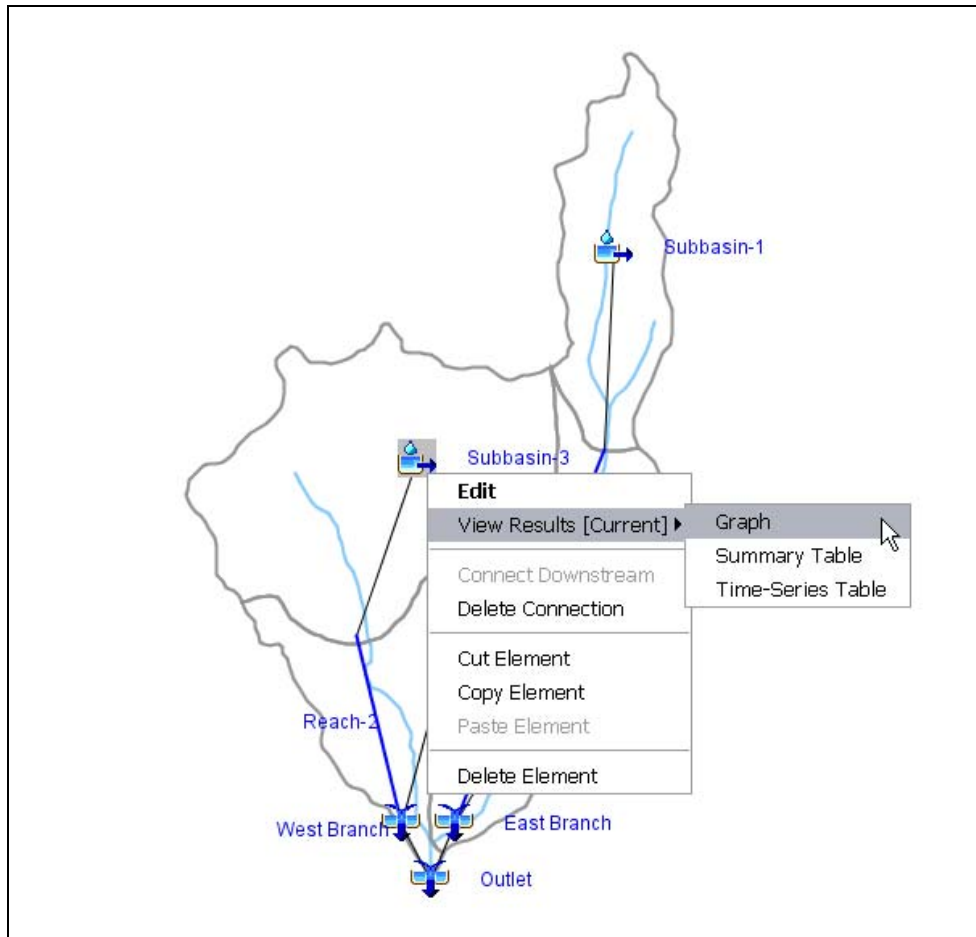 Subbasin-1
Subbasin-3
Edit
View Results [Current]
Graph
Summary Table
Time-Series Table
Connect Downstream
Delete Connection
Cut Element
Copy Element
Paste Element
Delete Element
Reach-2
West Branch
East Branch
Outlet